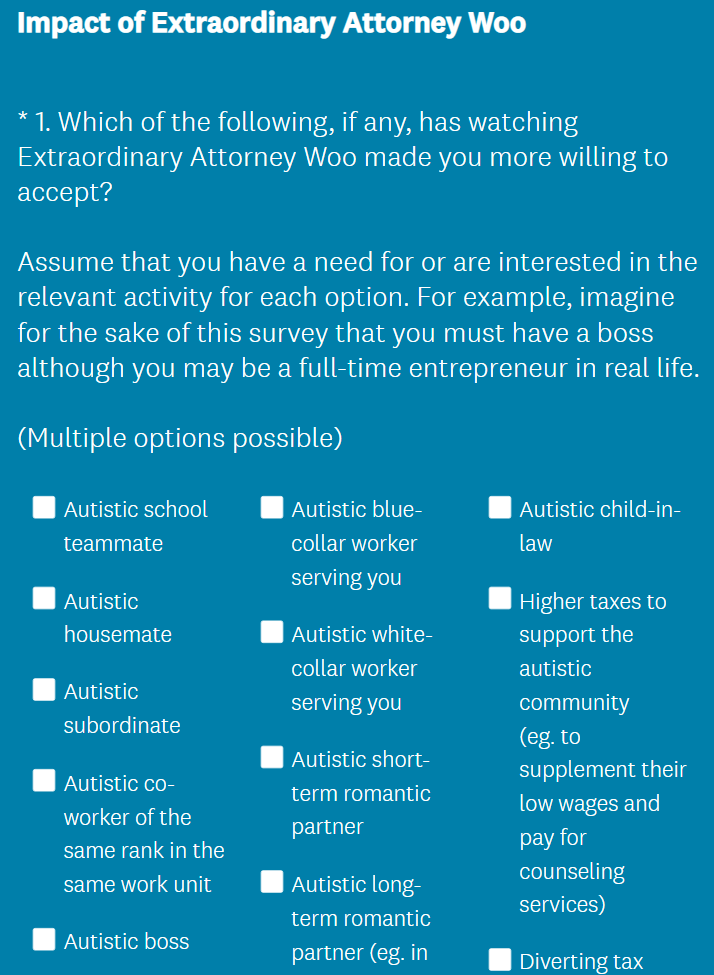 Impact of Extraordinary Attorney Woo
* 1. Which of the following, if any, has watching
Extraordinary Attorney Woo made you more willing to
accept?
Assume that you have a need for or are interested in the
relevant activity for each option. For example, imagine
for the sake of this survey that you must have a boss
although you may be a full-time entrepreneur in real life.
(Multiple options possible)
Autistic school
teammate
Autistic
housemate
Autistic
subordinate
Autistic co-
worker of the
same rank in the
same work unit
Autistic boss
Autistic blue-
collar worker
serving you
Autistic white-
collar worker
serving you
Autistic short-
term romantic
partner
Autistic long-
term romantic
partner (eg. in
Autistic child-in-
law
Higher taxes to
support the
autistic
community
(eg. to
supplement their
low wages and
pay for
counseling
services)
Diverting tax